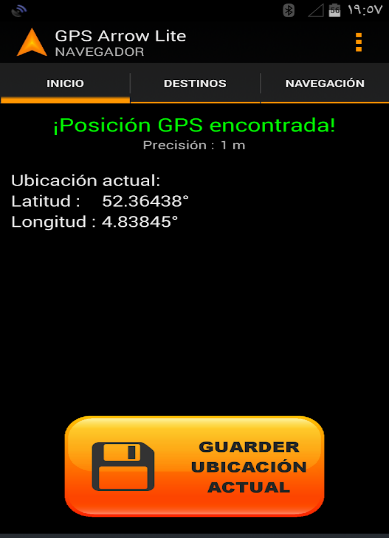 ١٩:٥٧
GPS Arrow Lite
NAVEGADOR
INICIO DESTINOS NAVEGACIÓN
¡Posición GPS encontrada!
Precisión : 1 m
Ubicación actual:
Latitud : 52.36438°
Longitud : 4.83845°
GUARDER
UBICACIÓN
ACTUAL